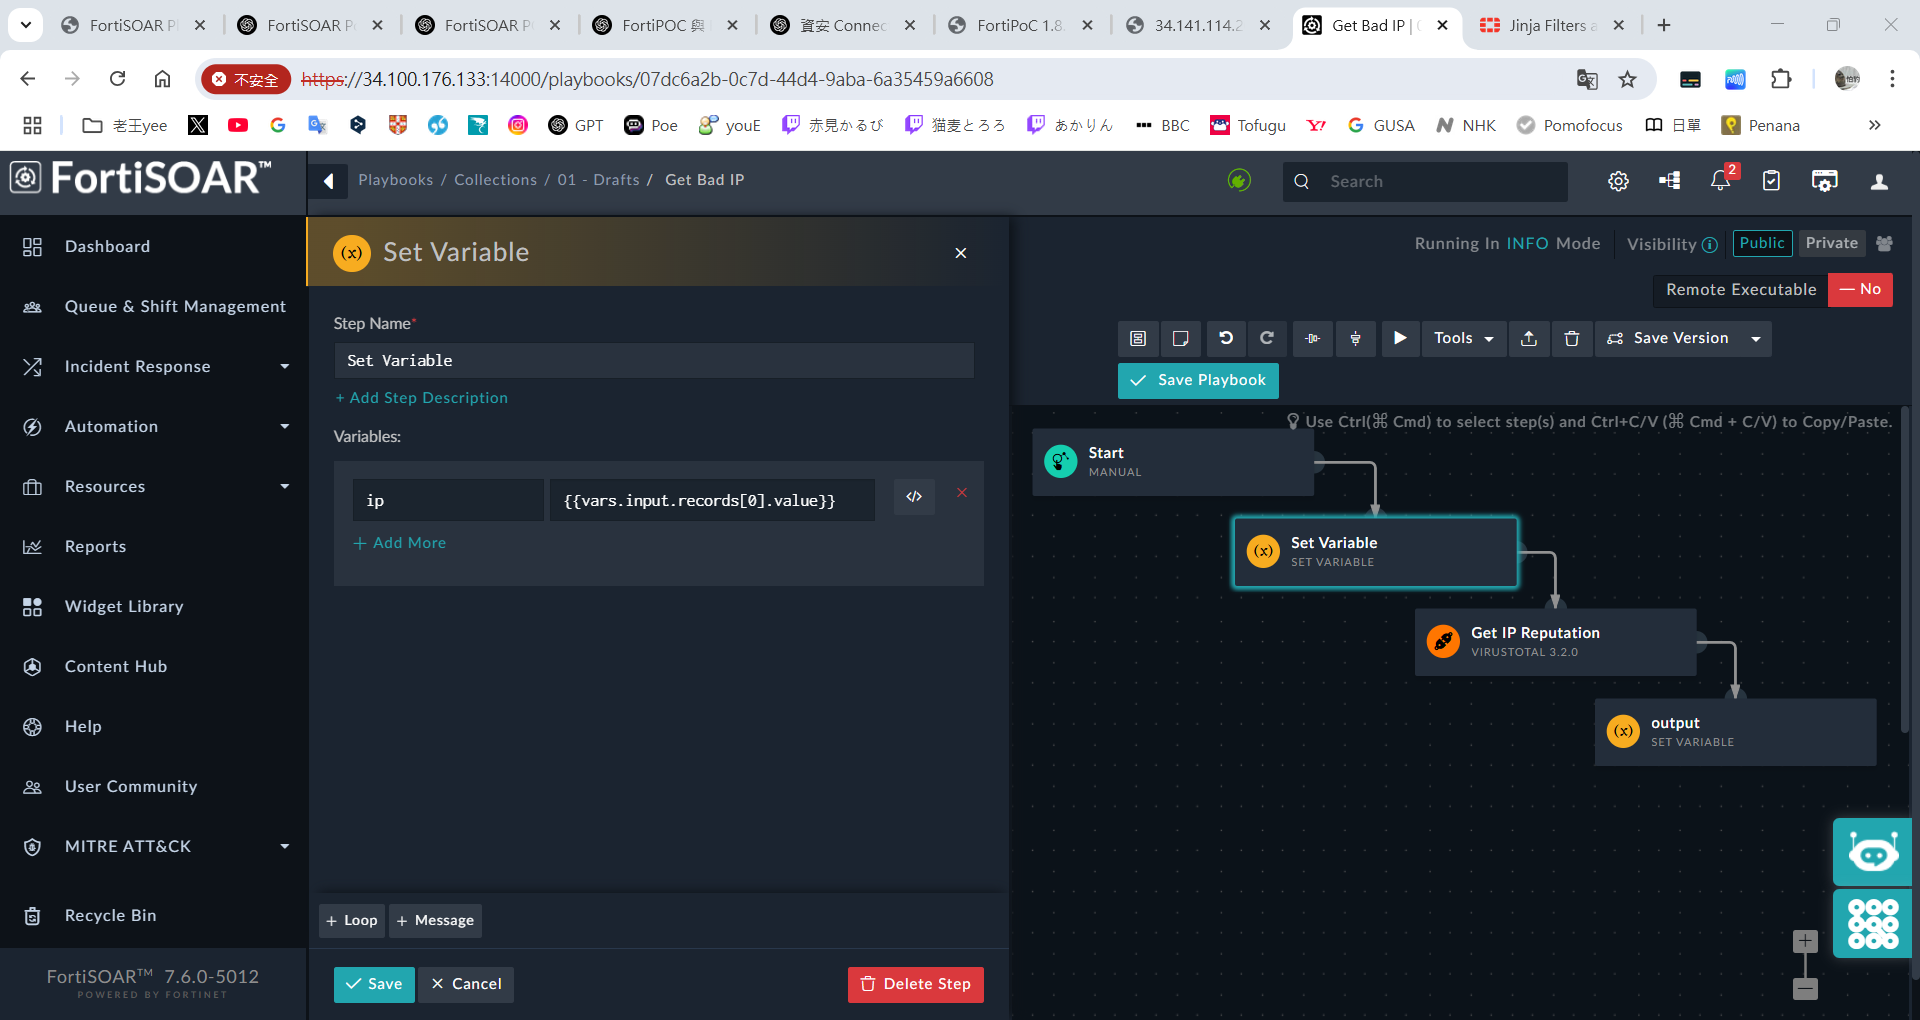 FortiSOAR P
FortiSOAR P
FortiSOAR P
FortiPOC 與
資安 Connec
FortiPoC 1.8.
34.141.114.2
Get Bad IP |
Jinja Filters a
不安全
https://34.100.176.133:14000/playbooks/07dc6a2b-0c7d-44d4-9aba-6a35459a6608
老王yee
GPT
Poe
youE
赤見かるび
猫麦とろろ
あかりん
BBC
Tofugu
GUSA
NHK
Pomofocus
日單
Penana
FortiSOAR™
Playbooks / Collections / 01 - Drafts / Get Bad IP
Search
2
Dashboard
Queue & Shift Management
Incident Response
Automation
Resources
Reports
Widget Library
Content Hub
Help
User Community
MITRE ATT&CK
Recycle Bin
FortiSOAR™ 7.6.0-5012
POWERED BY FORTINET
(x) Set Variable
Step Name*
Set Variable
+ Add Step Description
Variables:
ip
{{vars.input.records[0].value}}
</>
+ Add More
+ Loop
+ Message
Save
Cancel
Delete Step
Running In INFO Mode
Visibility
Public
Private
Remote Executable
No
Tools
Save Version
Save Playbook
Use Ctrl(⌘ Cmd) to select step(s) and Ctrl+C/V (⌘ Cmd + C/V) to Copy/Paste.
Start
MANUAL
(x) Set Variable
SET VARIABLE
Get IP Reputation
VIRUSTOTAL 3.2.0
(x) output
SET VARIABLE